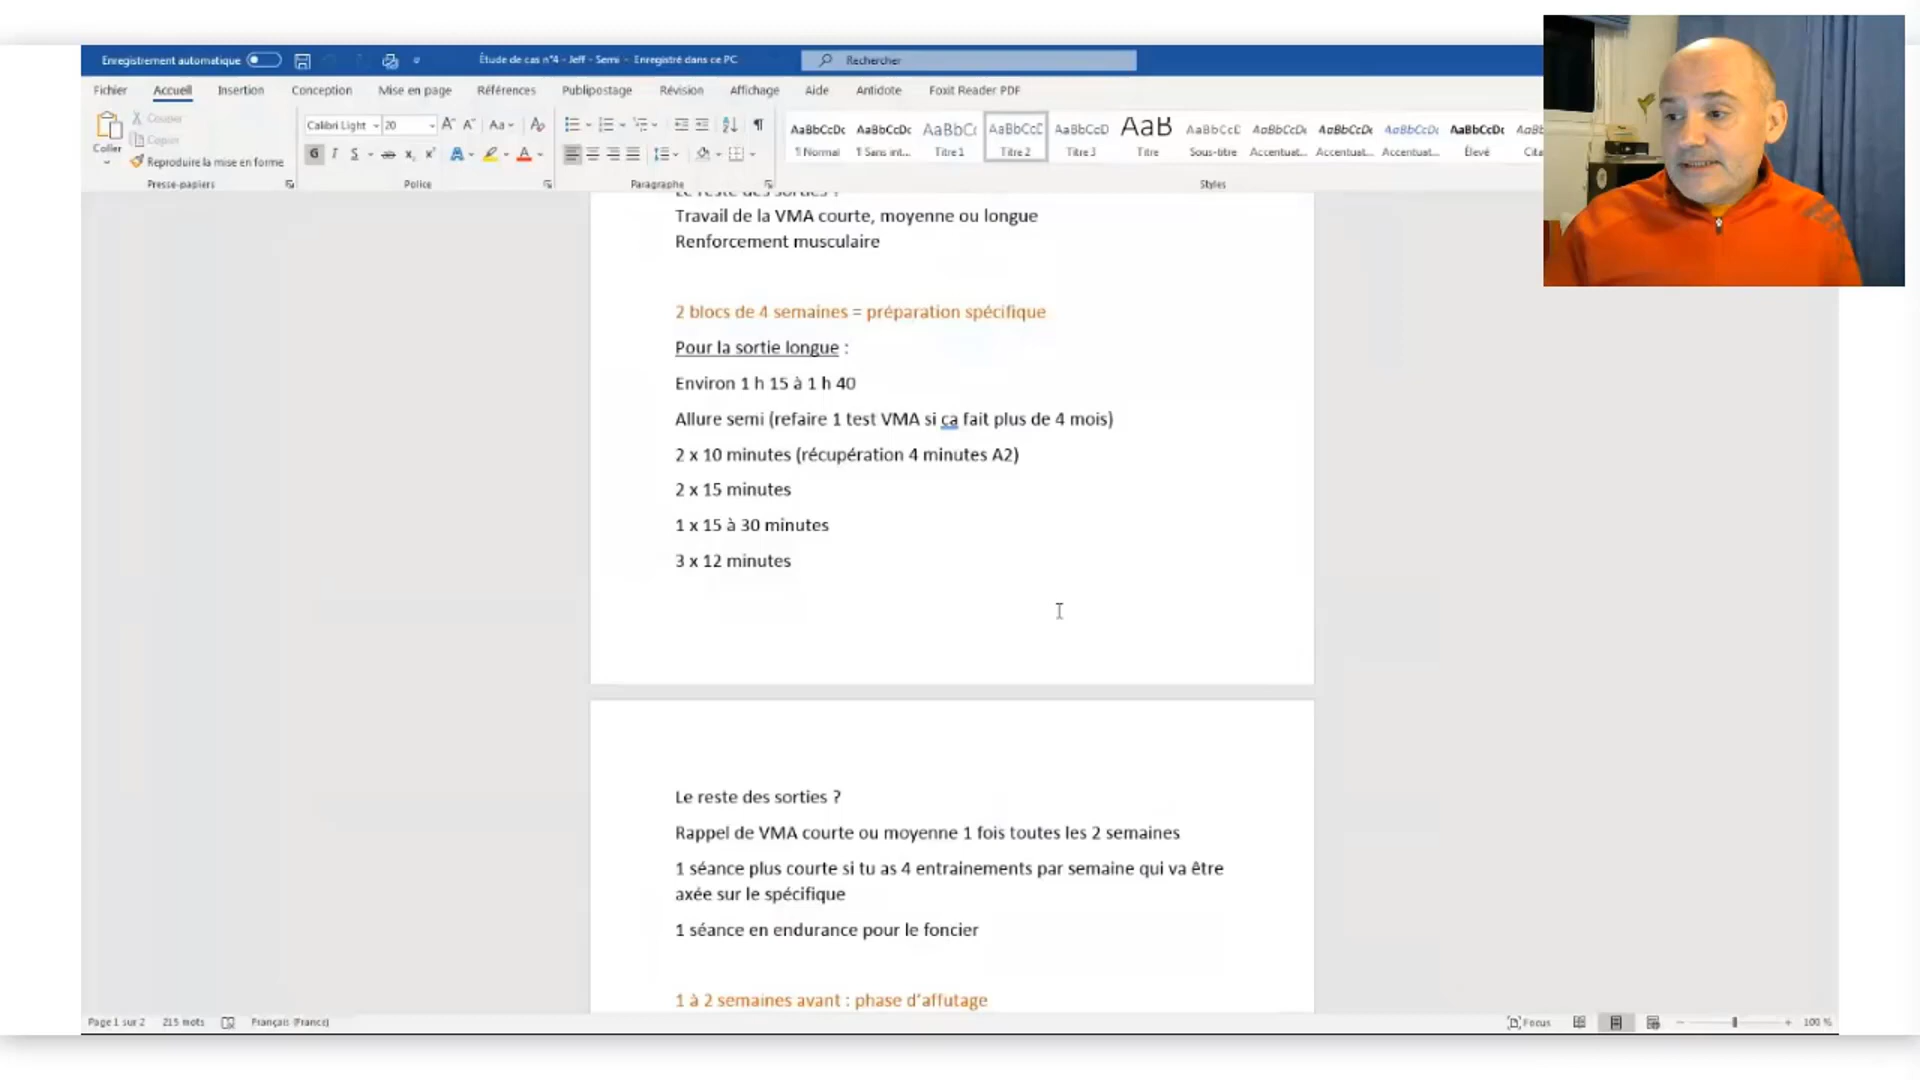 Enregistrement automatique
Étude de cas n°4 - Jeff - Semi - Enregistré dans ce PC
Rechercher
Fichier Accueil Insertion Conception Mise en page Références Publipostage Révision Affichage Aide Antidote Foxit Reader PDF
Coller
Couper
Copier
Reproduire la mise en forme
Presse-papiers
Calibri Light 20
G I S
Police
Paragraphe
AaBbCcDc AaBbCcDc AaBbCc AaBbCcC AaBbCcD AaB AaBbCcC AaBbCcDc AaBbCcDc AaBbCcDc AaBbCcDc AaBb
¶ Normal ¶ Sans int... Titre 1 Titre 2 Titre 3 Titre Sous-titre Accentuat... Accentuat... Accentuat... Élevé
Styles
Le reste des sorties ?
Travail de la VMA courte, moyenne ou longue
Renforcement musculaire
2 blocs de 4 semaines = préparation spécifique
Pour la sortie longue :
Environ 1 h 15 à 1 h 40
Allure semi (refaire 1 test VMA si ca fait plus de 4 mois)
2 x 10 minutes (récupération 4 minutes A2)
2 x 15 minutes
1 x 15 à 30 minutes
3 x 12 minutes
Le reste des sorties ?
Rappel de VMA courte ou moyenne 1 fois toutes les 2 semaines
1 séance plus courte si tu as 4 entrainements par semaine qui va être
axée sur le spécifique
1 séance en endurance pour le foncier
1 à 2 semaines avant : phase d'affutage
Page 1 sur 2 215 mots Français (France) Focus 100 %